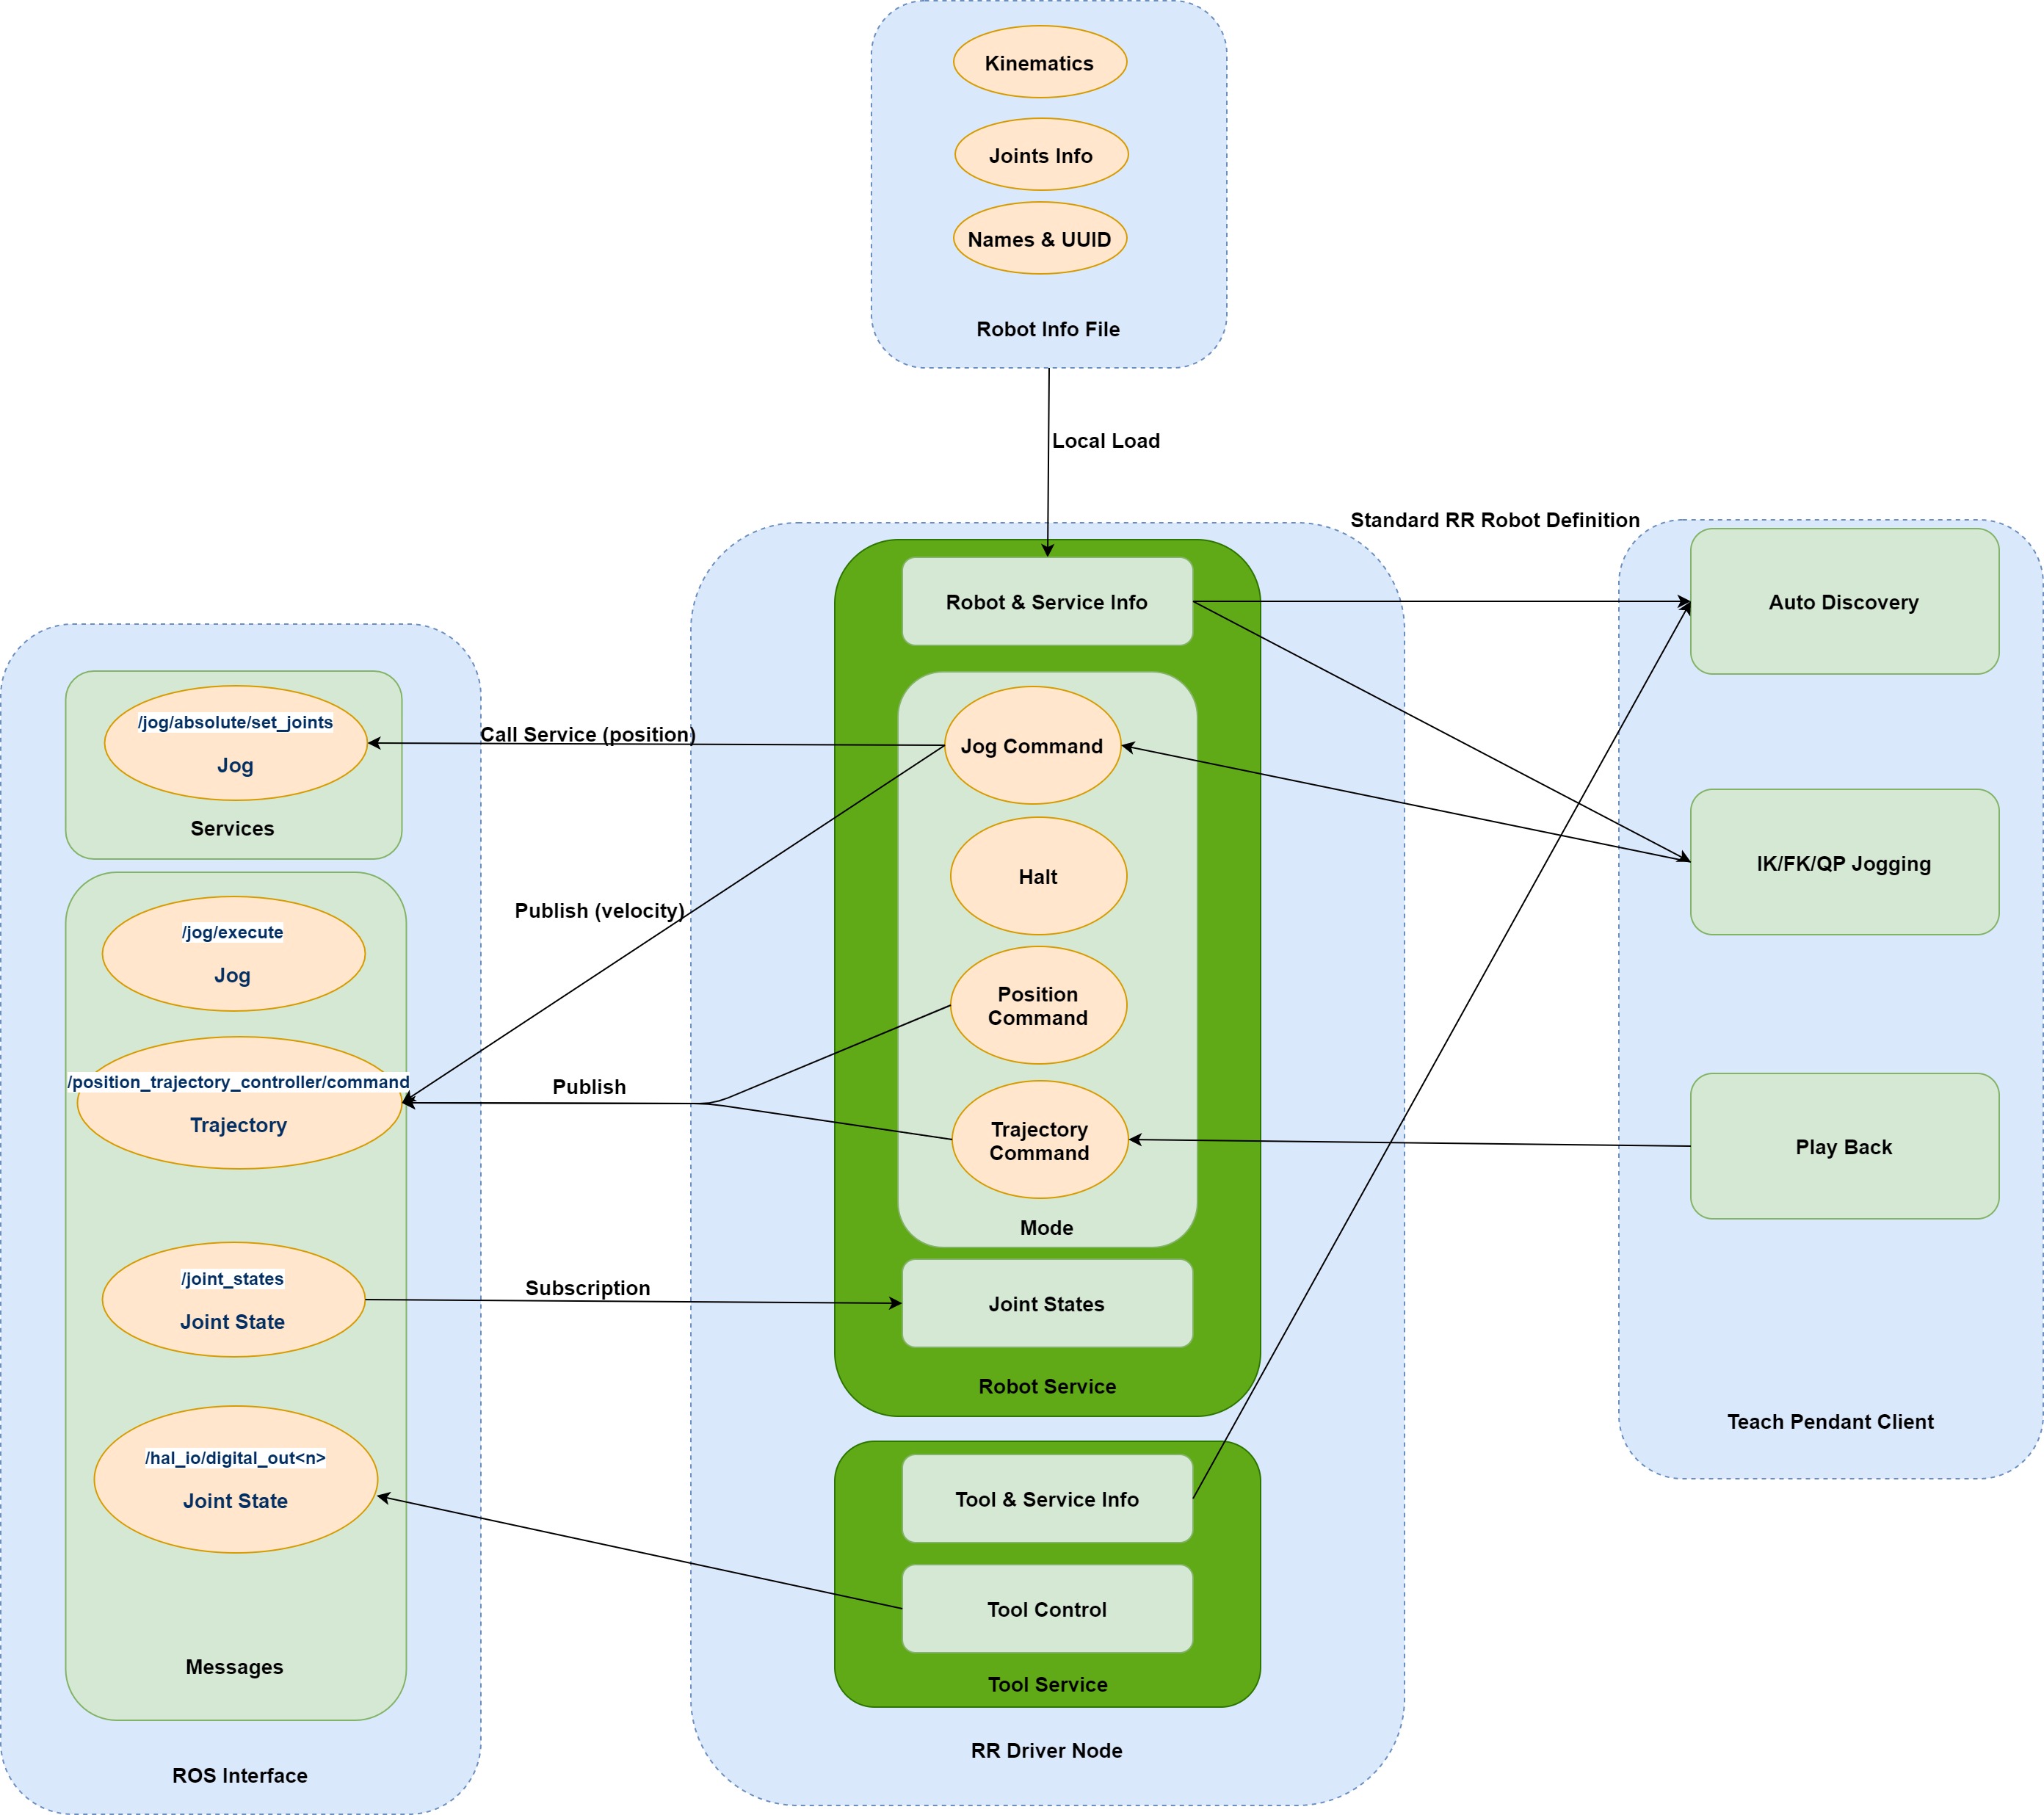 Kinematics
Joints Info
Names & UUID
Robot Info File
Local Load
Standard RR Robot Definition
Robot & Service Info
Auto Discovery
/jog/absolute/set_joints
Jog
Services
Call Service (position)
Jog Command
Halt
IK/FK/QP Jogging
/jog/execute
Jog
Publish (velocity)
Position
Command
/position_trajectory_controller/command
Trajectory
Publish
Trajectory
Command
Play Back
Mode
/joint_states
Joint State
Subscription
Joint States
Robot Service
Teach Pendant Client
/hal_io/digital_out<n>
Joint State
Tool & Service Info
Tool Control
Messages
Tool Service
RR Driver Node
ROS Interface